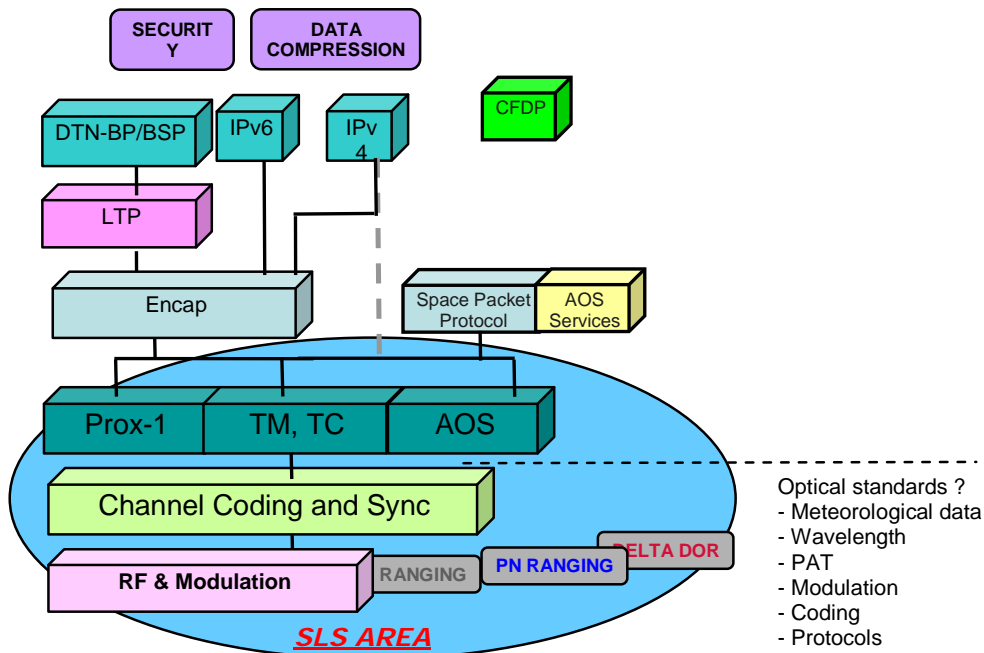 SECURIT
Y
DATA
COMPRESSION
CFDP
DTN-BP/BSP
IPv6
IPv
4
LTP
Encap
Space Packet
Protocol
AOS
Services
Prox-1
TM, TC
AOS
Channel Coding and Sync
RF & Modulation
RANGING
PN RANGING
DELTA DOR
SLS AREA
Optical standards ?
- Meteorological data
- Wavelength
- PAT
- Modulation
- Coding
- Protocols